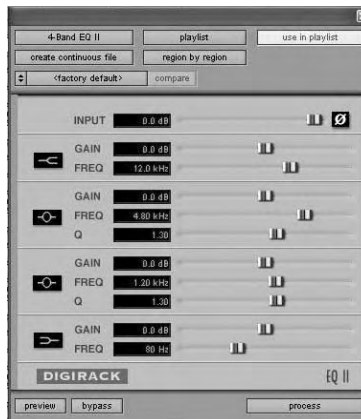 4-Band EQ II playlist use in playlist
create continuous file region by region
<factory default> compare
INPUT 0.0 dB Ø
GAIN 0.0 dB
FREQ 12.0 kHz
GAIN 0.0 dB
FREQ 4.80 kHz
Q 1.30
GAIN 0.0 dB
FREQ 1.20 kHz
Q 1.30
GAIN 0.0 dB
FREQ 80 Hz
DIGIRACK EQ II
preview bypass process